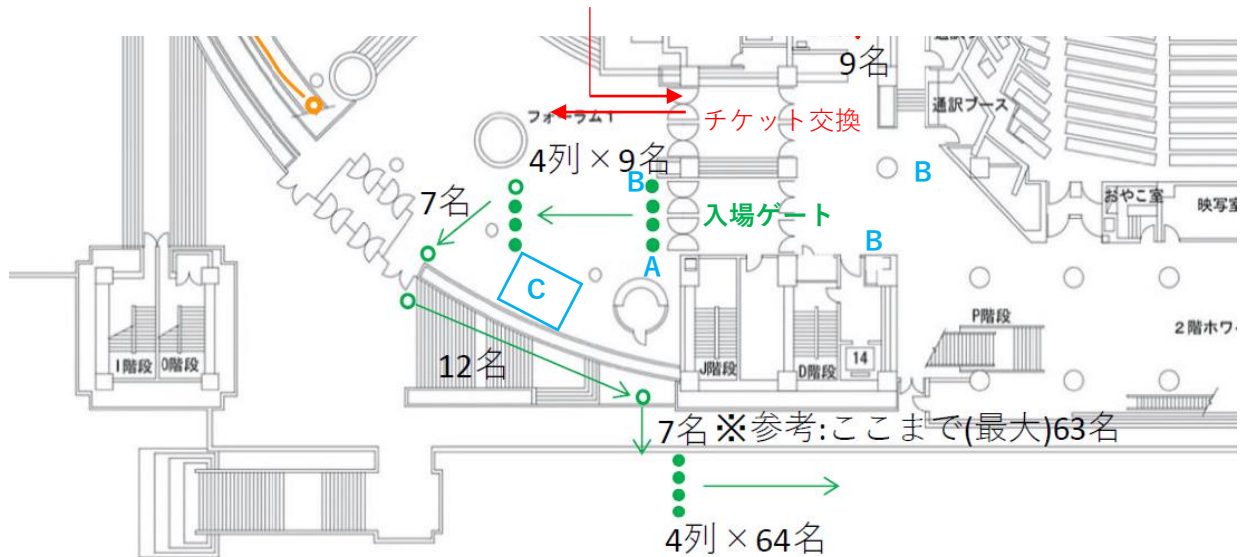 9名
通訳ブース
チケット交換
フォーラム1
4列×9名
B
B
7名
入場ゲート
おやこ室
映写室
B
A
C
P階段
2階ホワイ
I階段
O階段
J階段
D階段
14
12名
7名※参考:ここまで(最大)63名
4列×64名